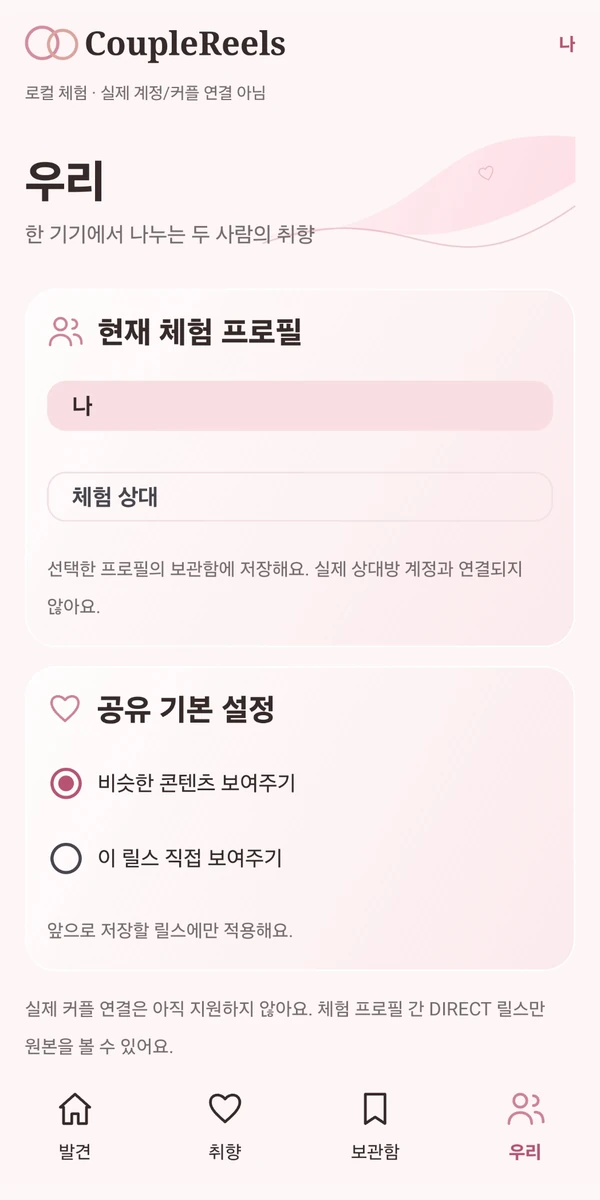 CoupleReels
나
로컬 체험 · 실제 계정/커플 연결 아님
우리
한 기기에서 나누는 두 사람의 취향
현재 체험 프로필
나
체험 상대
선택한 프로필의 보관함에 저장해요. 실제 상대방 계정과 연결되지
않아요.
공유 기본 설정
비슷한 콘텐츠 보여주기
이 릴스 직접 보여주기
앞으로 저장할 릴스에만 적용해요.
실제 커플 연결은 아직 지원하지 않아요. 체험 프로필 간 DIRECT 릴스만
원본을 볼 수 있어요.
발견
취향
보관함
우리